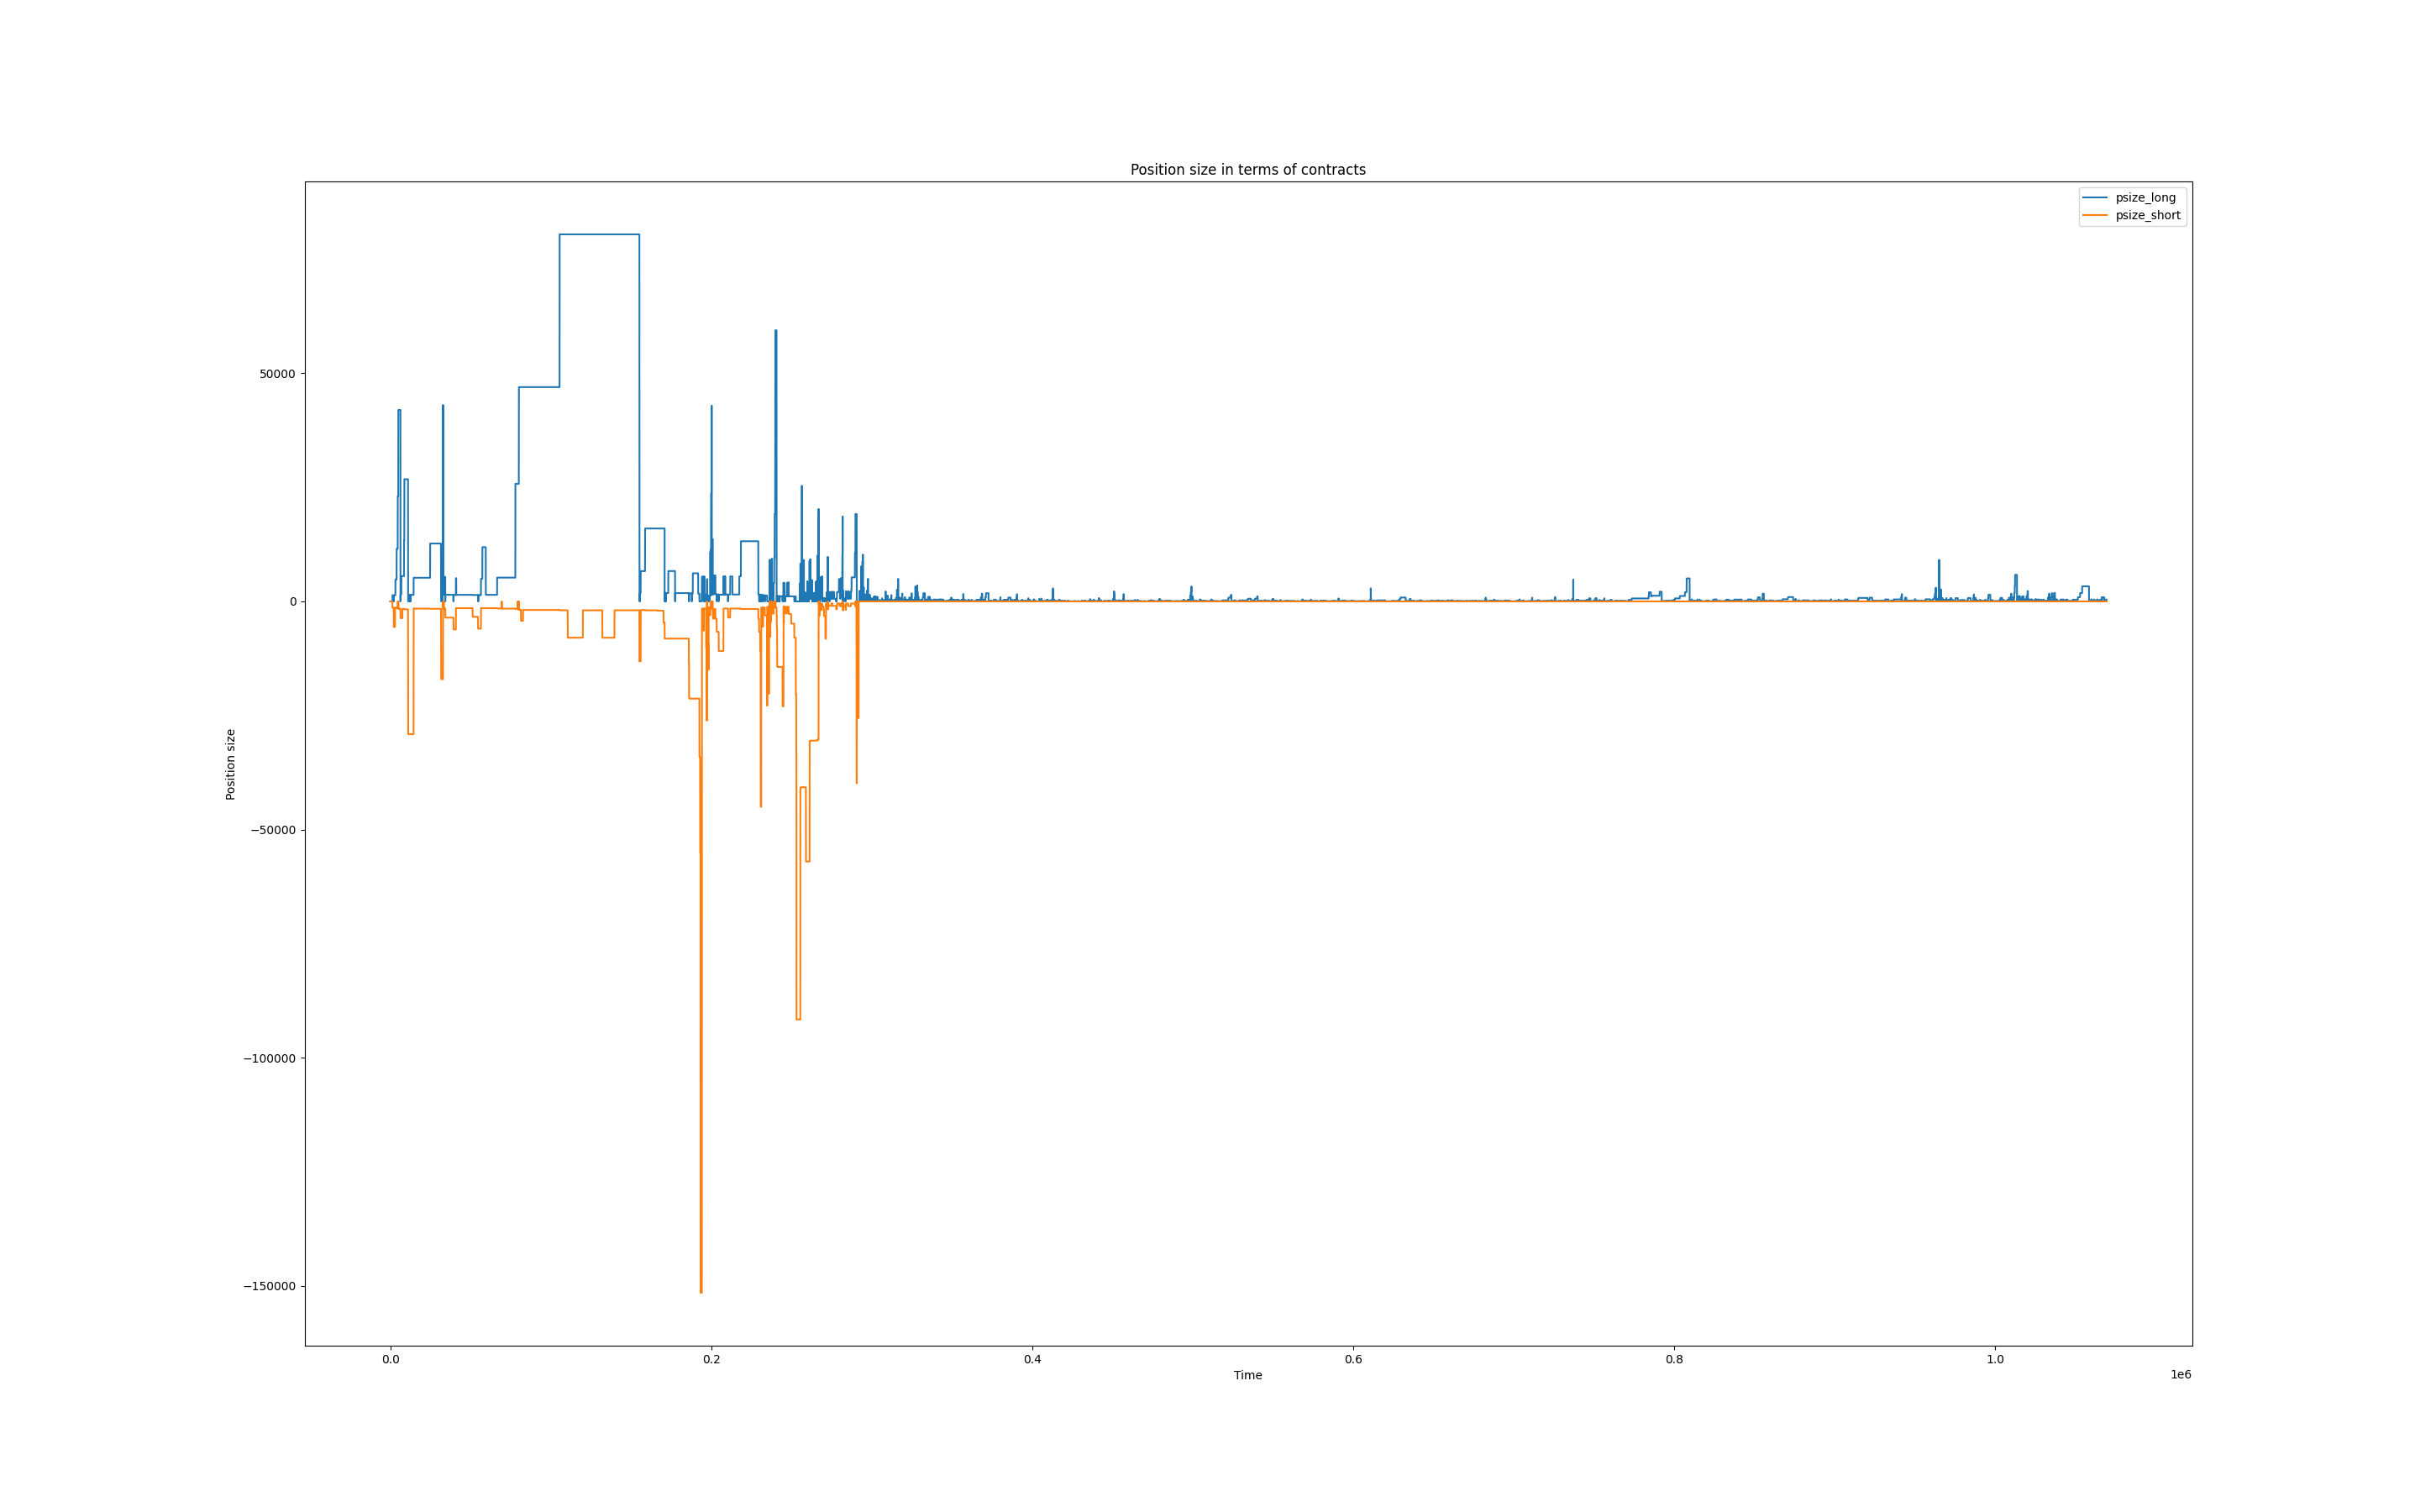 Position size in terms of contracts
psize_long
psize_short
Position size
50000
0
−50000
−100000
−150000
0.0
0.2
0.4
0.6
0.8
1.0
1e6
Time